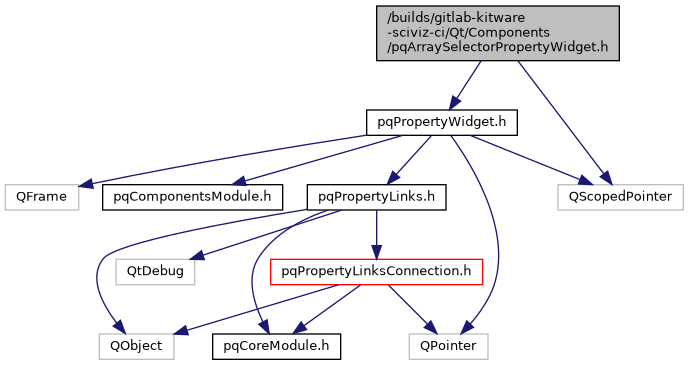 /builds/gitlab-kitware
-sciviz-ci/Qt/Components
/pqArraySelectorPropertyWidget.h
pqPropertyWidget.h
QFrame
pqComponentsModule.h
pqPropertyLinks.h
QScopedPointer
QtDebug
pqPropertyLinksConnection.h
QObject
pqCoreModule.h
QPointer